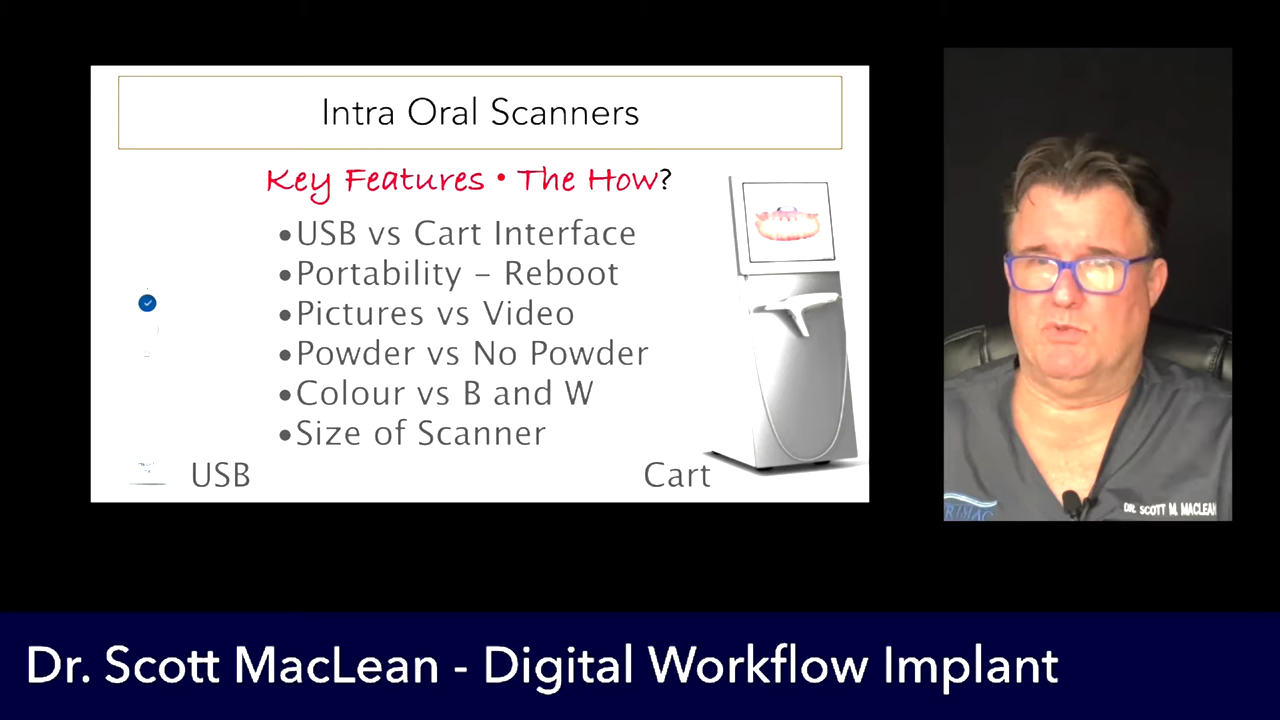 Intra Oral Scanners
Key Features • The How?
•USB vs Cart Interface
•Portability – Reboot
•Pictures vs Video
•Powder vs No Powder
•Colour vs B and W
•Size of Scanner
USB
Cart
DR. SCOTT M. MACLEAN
Dr. Scott MacLean - Digital Workflow Implant